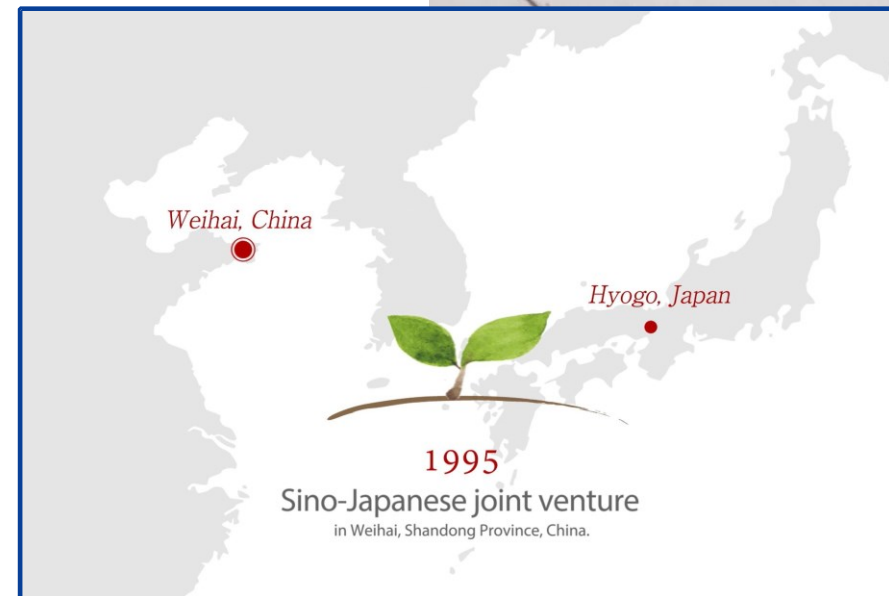 Weihai, China
Hyogo, Japan
1995
Sino-Japanese joint venture
in Weihai, Shandong Province, China.